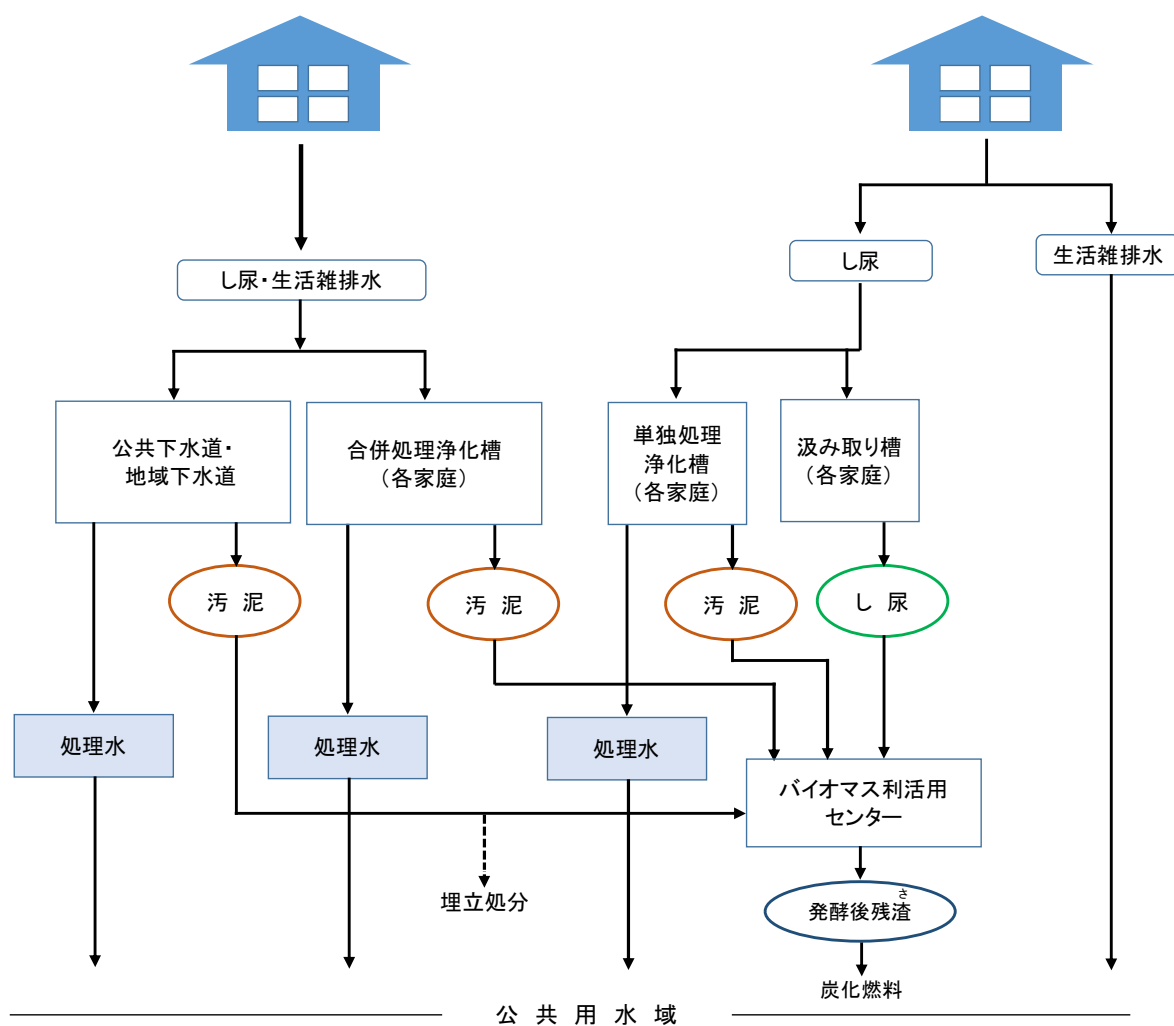 し尿・生活雑排水
し尿
生活雑排水
公共下水道・
地域下水道
合併処理浄化槽
（各家庭）
単独処理
浄化槽
（各家庭）
汲み取り槽
（各家庭）
汚 泥
汚 泥
汚 泥
し 尿
処理水
処理水
処理水
バイオマス利活用
センター
埋立処分
さ
発酵後残渣
炭化燃料
公 共 用 水 域